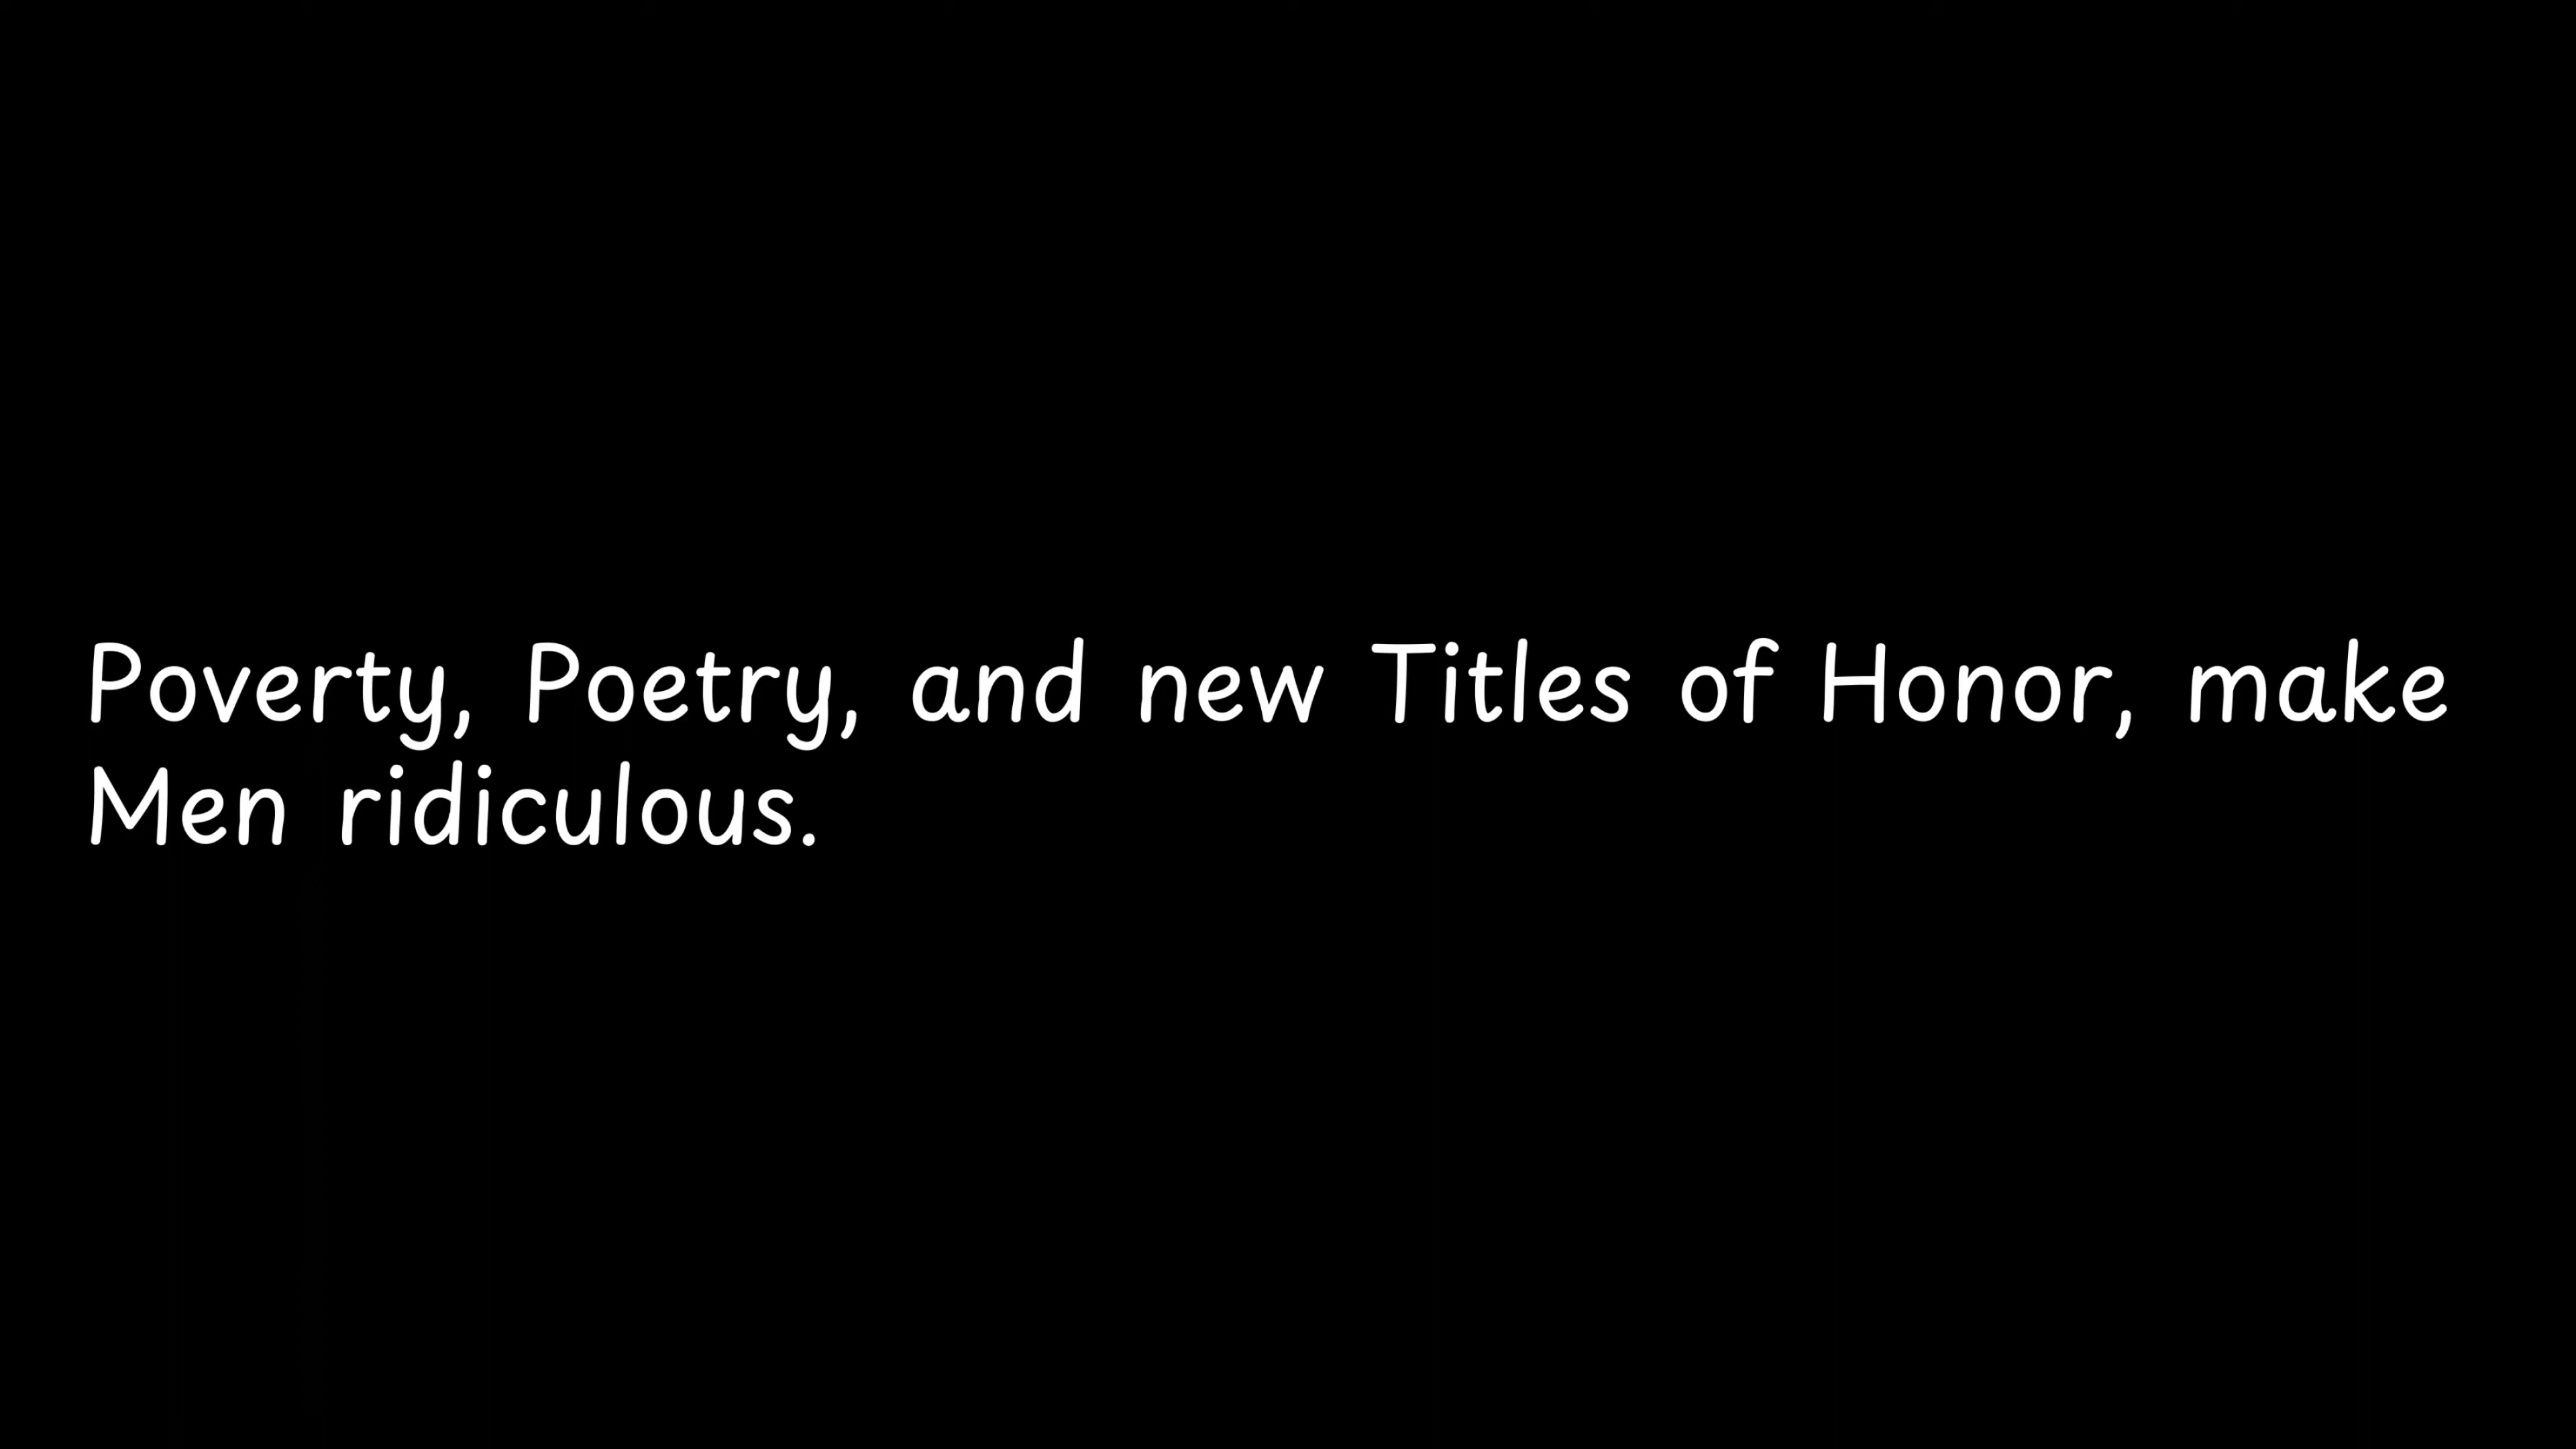 Poverty, Poetry, and new Titles of Honor, make
Men ridiculous.